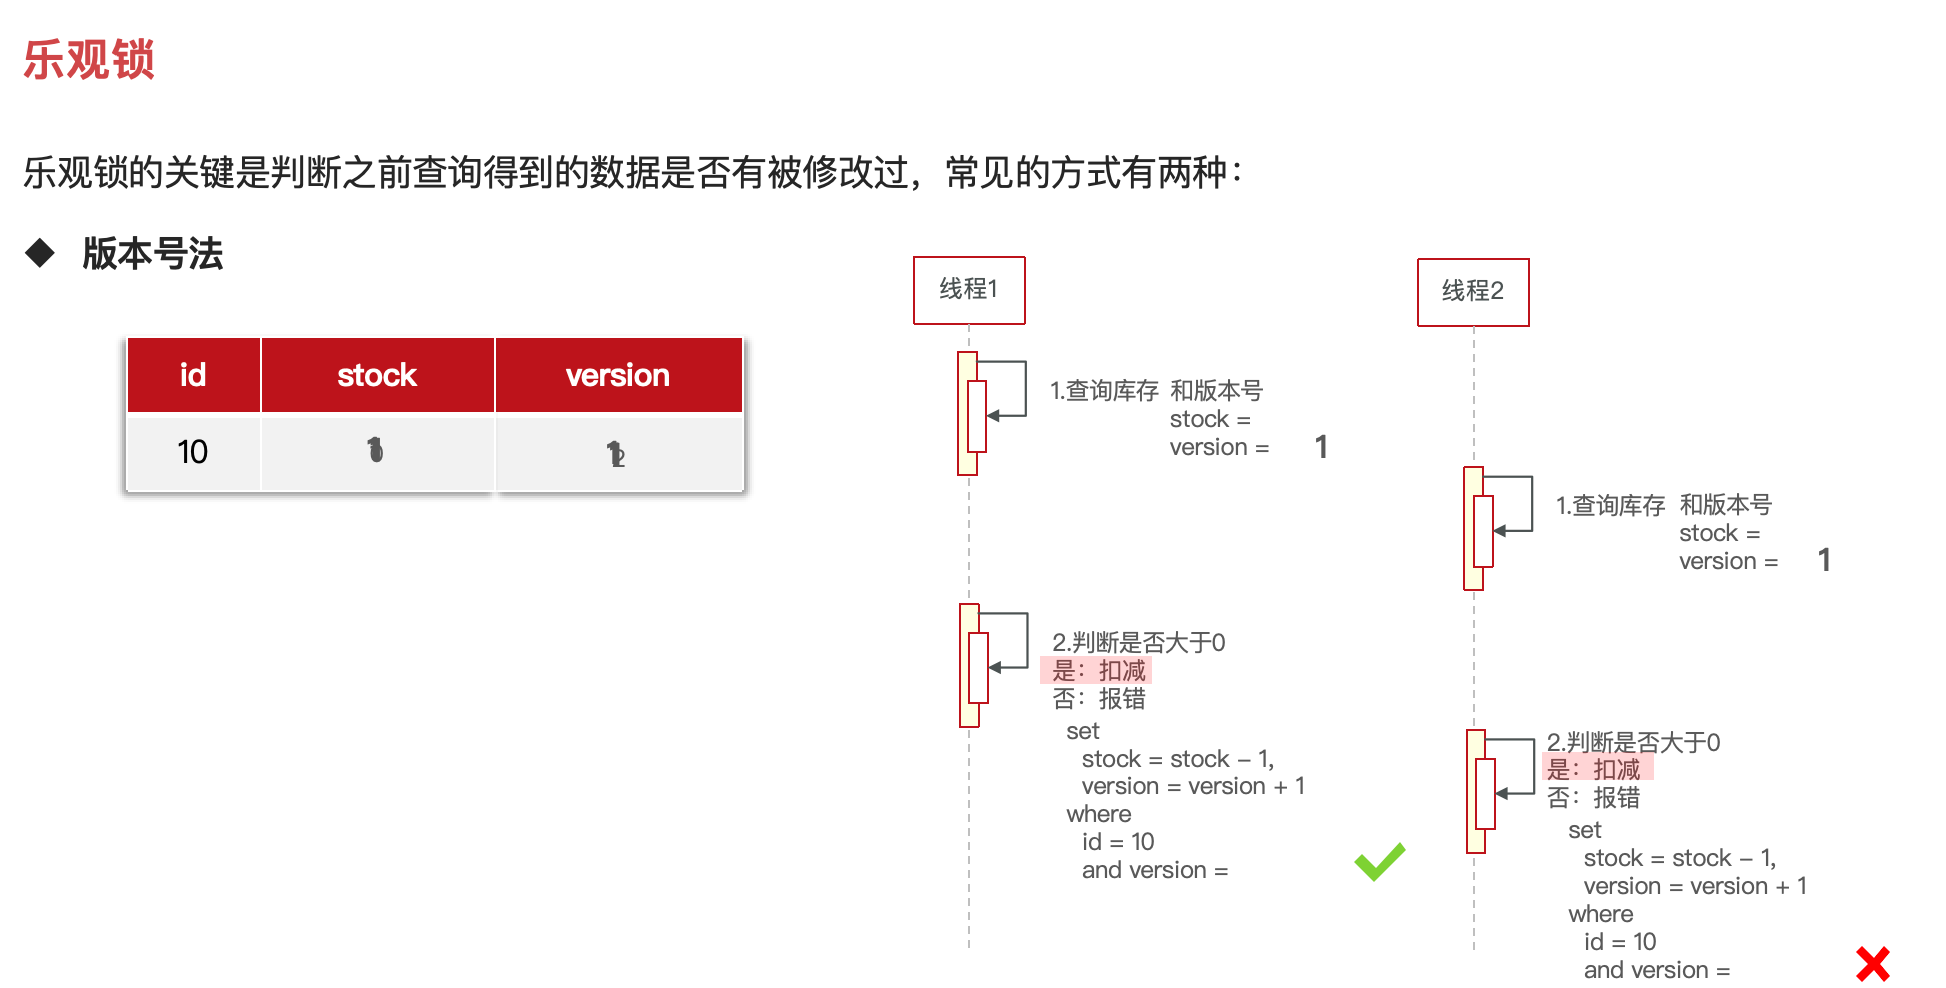 乐观锁
乐观锁的关键是判断之前查询得到的数据是否有被修改过，常见的方式有两种：
◆ 版本号法
id stock version
10
线程1
1.查询库存 和版本号
stock =
version = 1
2.判断是否大于0
是：扣减
否：报错
set
stock = stock – 1,
version = version + 1
where
id = 10
and version =
线程2
1.查询库存 和版本号
stock =
version = 1
2.判断是否大于0
是：扣减
否：报错
set
stock = stock – 1,
version = version + 1
where
id = 10
and version =